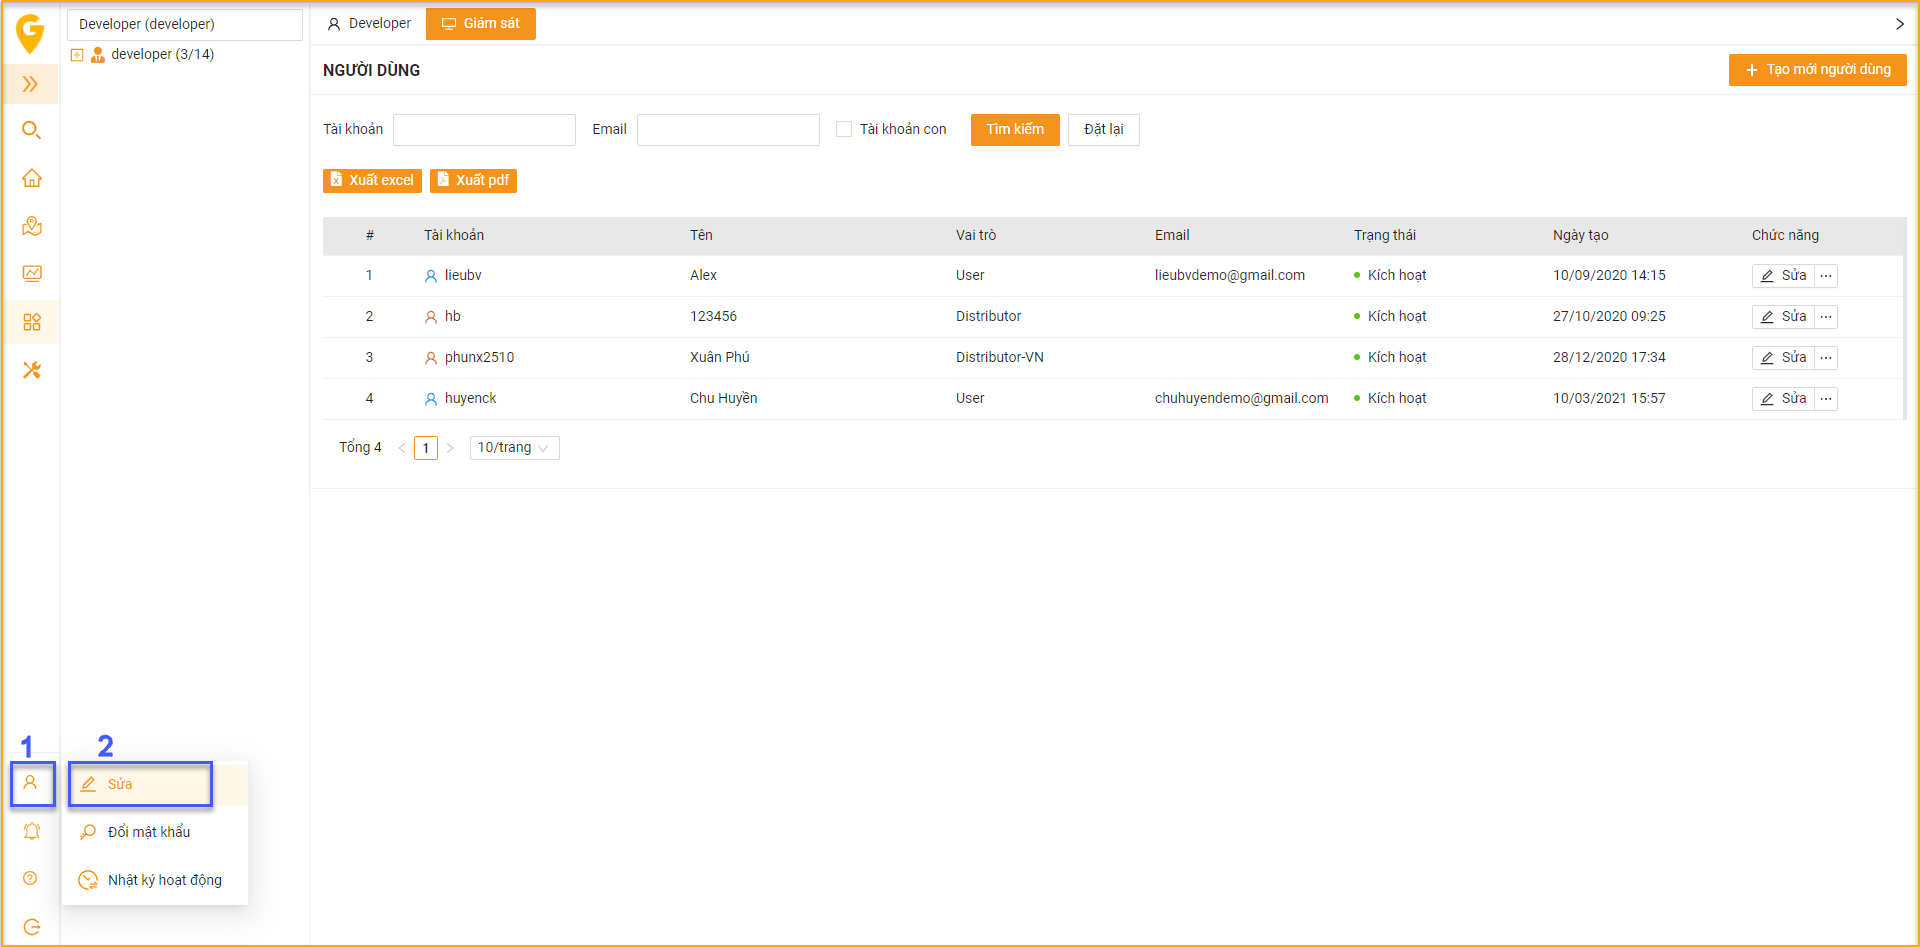 G
Developer (developer)
developer (3/14)
Developer
Giám sát
NGƯỜI DÙNG
Tạo mới người dùng
Tài khoản
Email
Tài khoản con
Tìm kiếm
Đặt lại
Xuất excel
Xuất pdf
# Tài khoản Tên Vai trò Email Trạng thái Ngày tạo Chức năng
1 lieubv Alex User lieubvdemo@gmail.com Kích hoạt 10/09/2020 14:15 Sửa ...
2 hb 123456 Distributor Kích hoạt 27/10/2020 09:25 Sửa ...
3 phunx2510 Xuân Phú Distributor-VN Kích hoạt 28/12/2020 17:34 Sửa ...
4 huyenck Chu Huyền User chuhuyendemo@gmail.com Kích hoạt 10/03/2021 15:57 Sửa ...
Tổng 4 < 1 > 10/trang
1 2
Sửa
Đổi mật khẩu
Nhật ký hoạt động